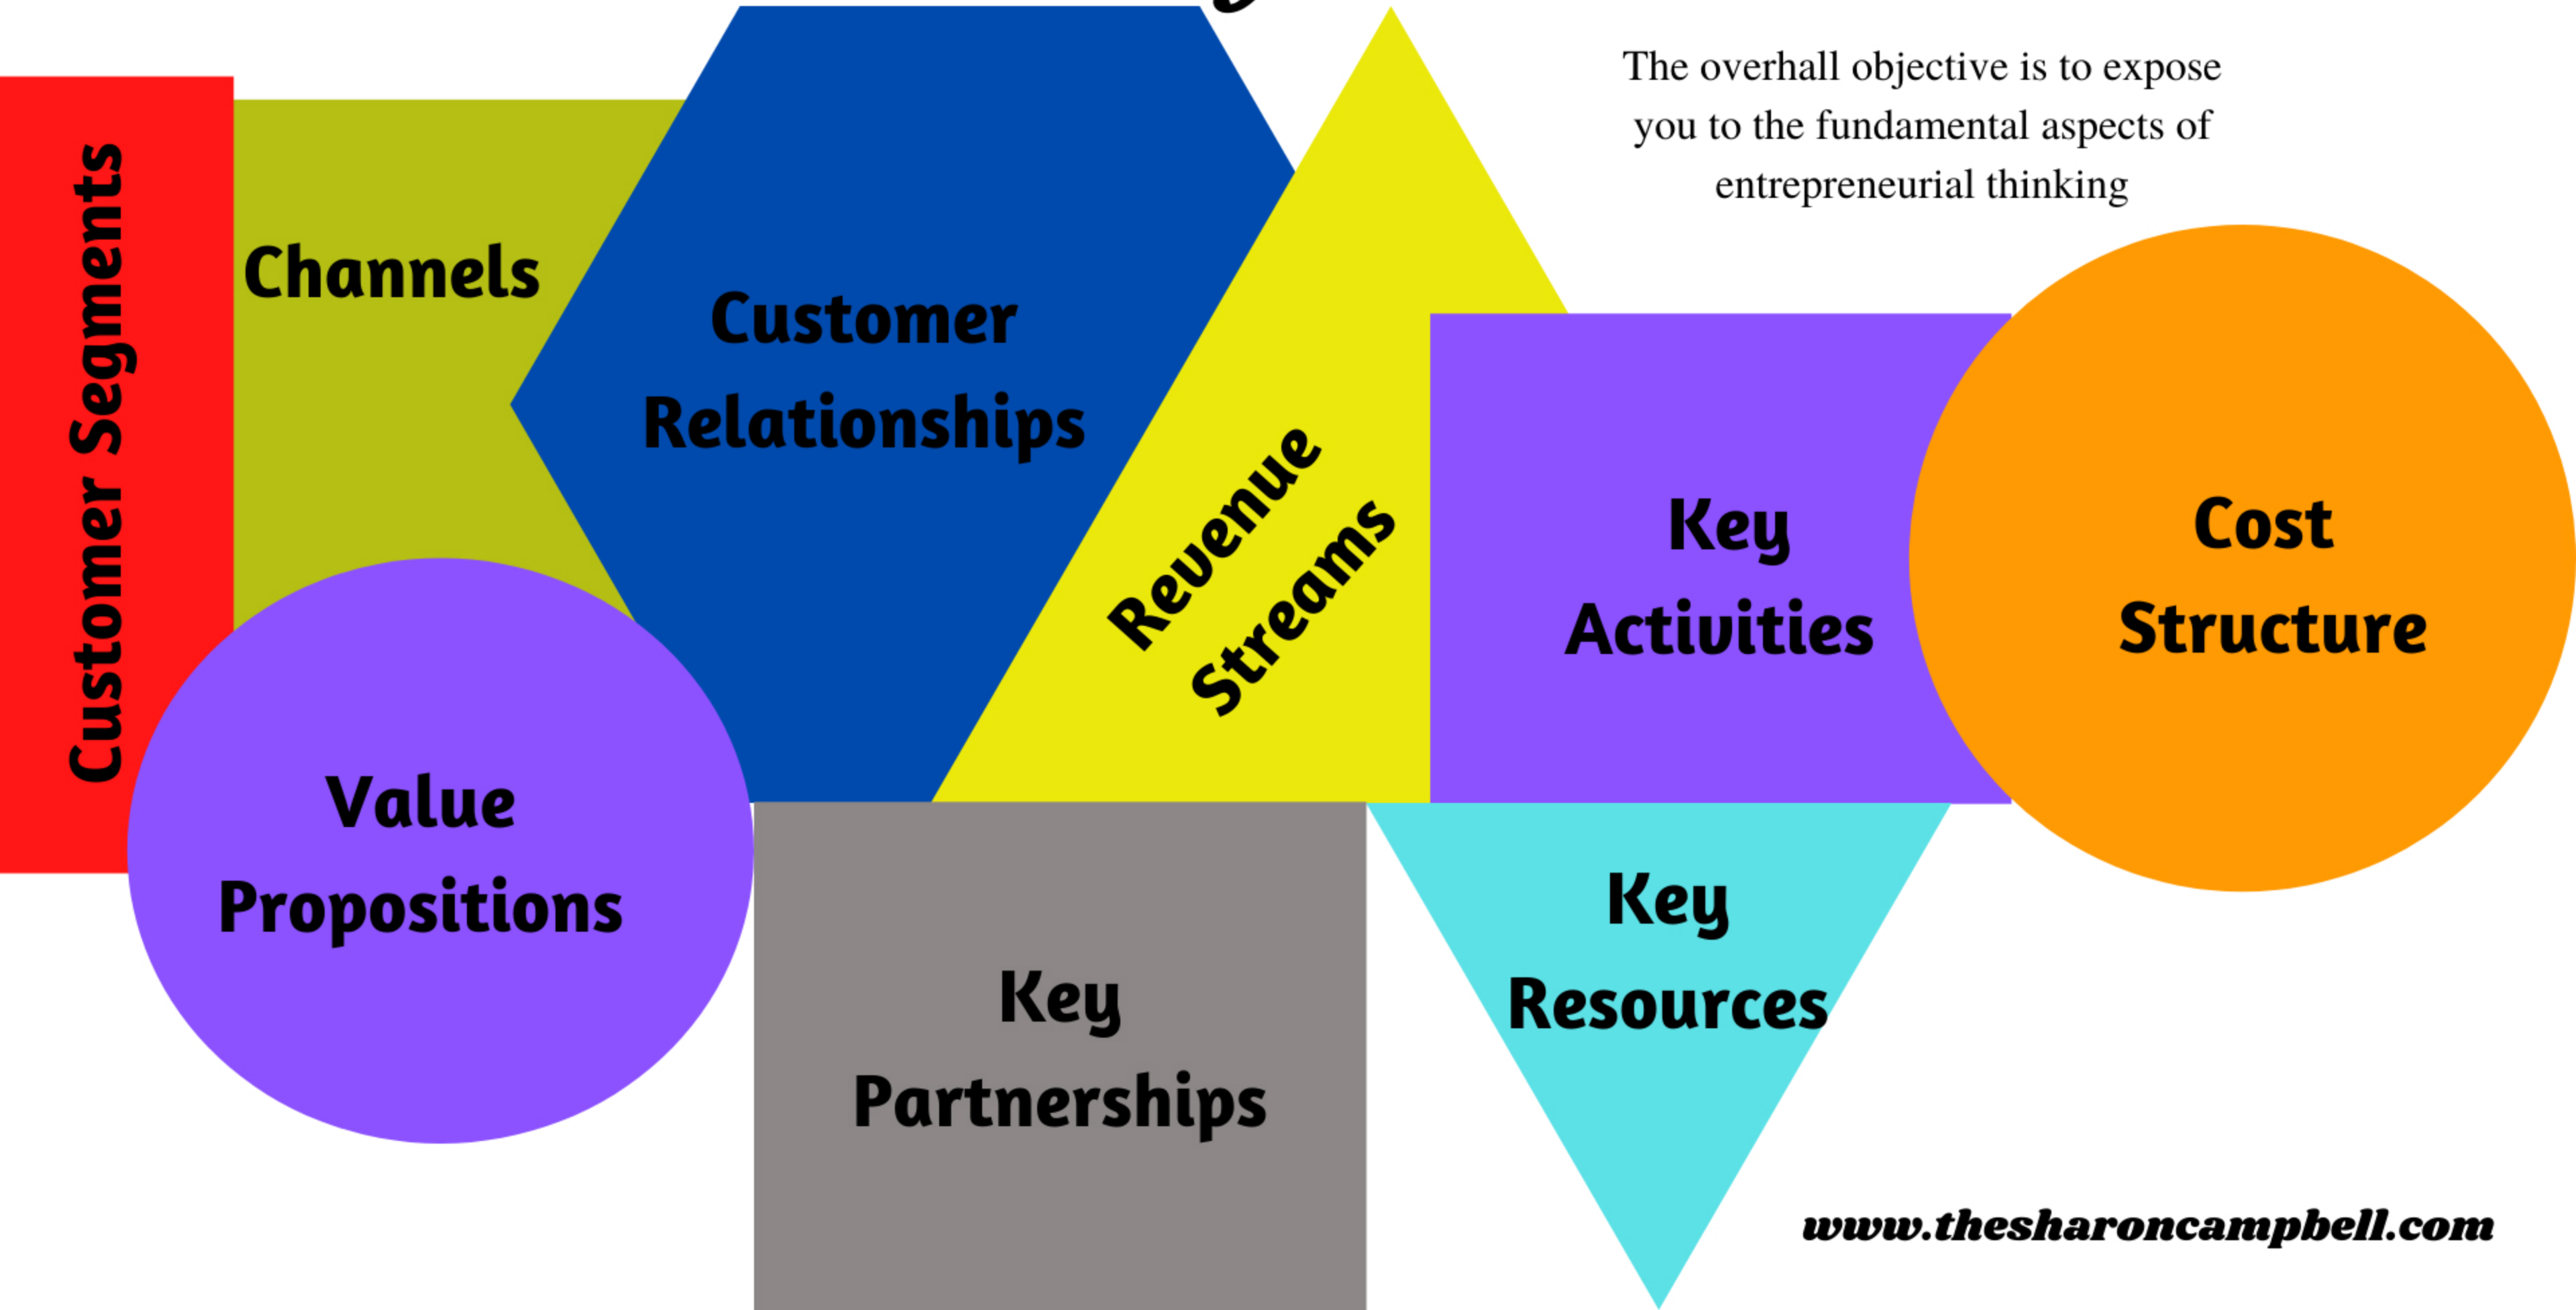 The overhall objective is to expose
you to the fundamental aspects of
entrepreneurial thinking
Customer Segments
Channels
Customer
Relationships
Revenue
Streams
Key
Activities
Cost
Structure
Value
Propositions
Key
Partnerships
Key
Resources
www.thesharoncampbell.com